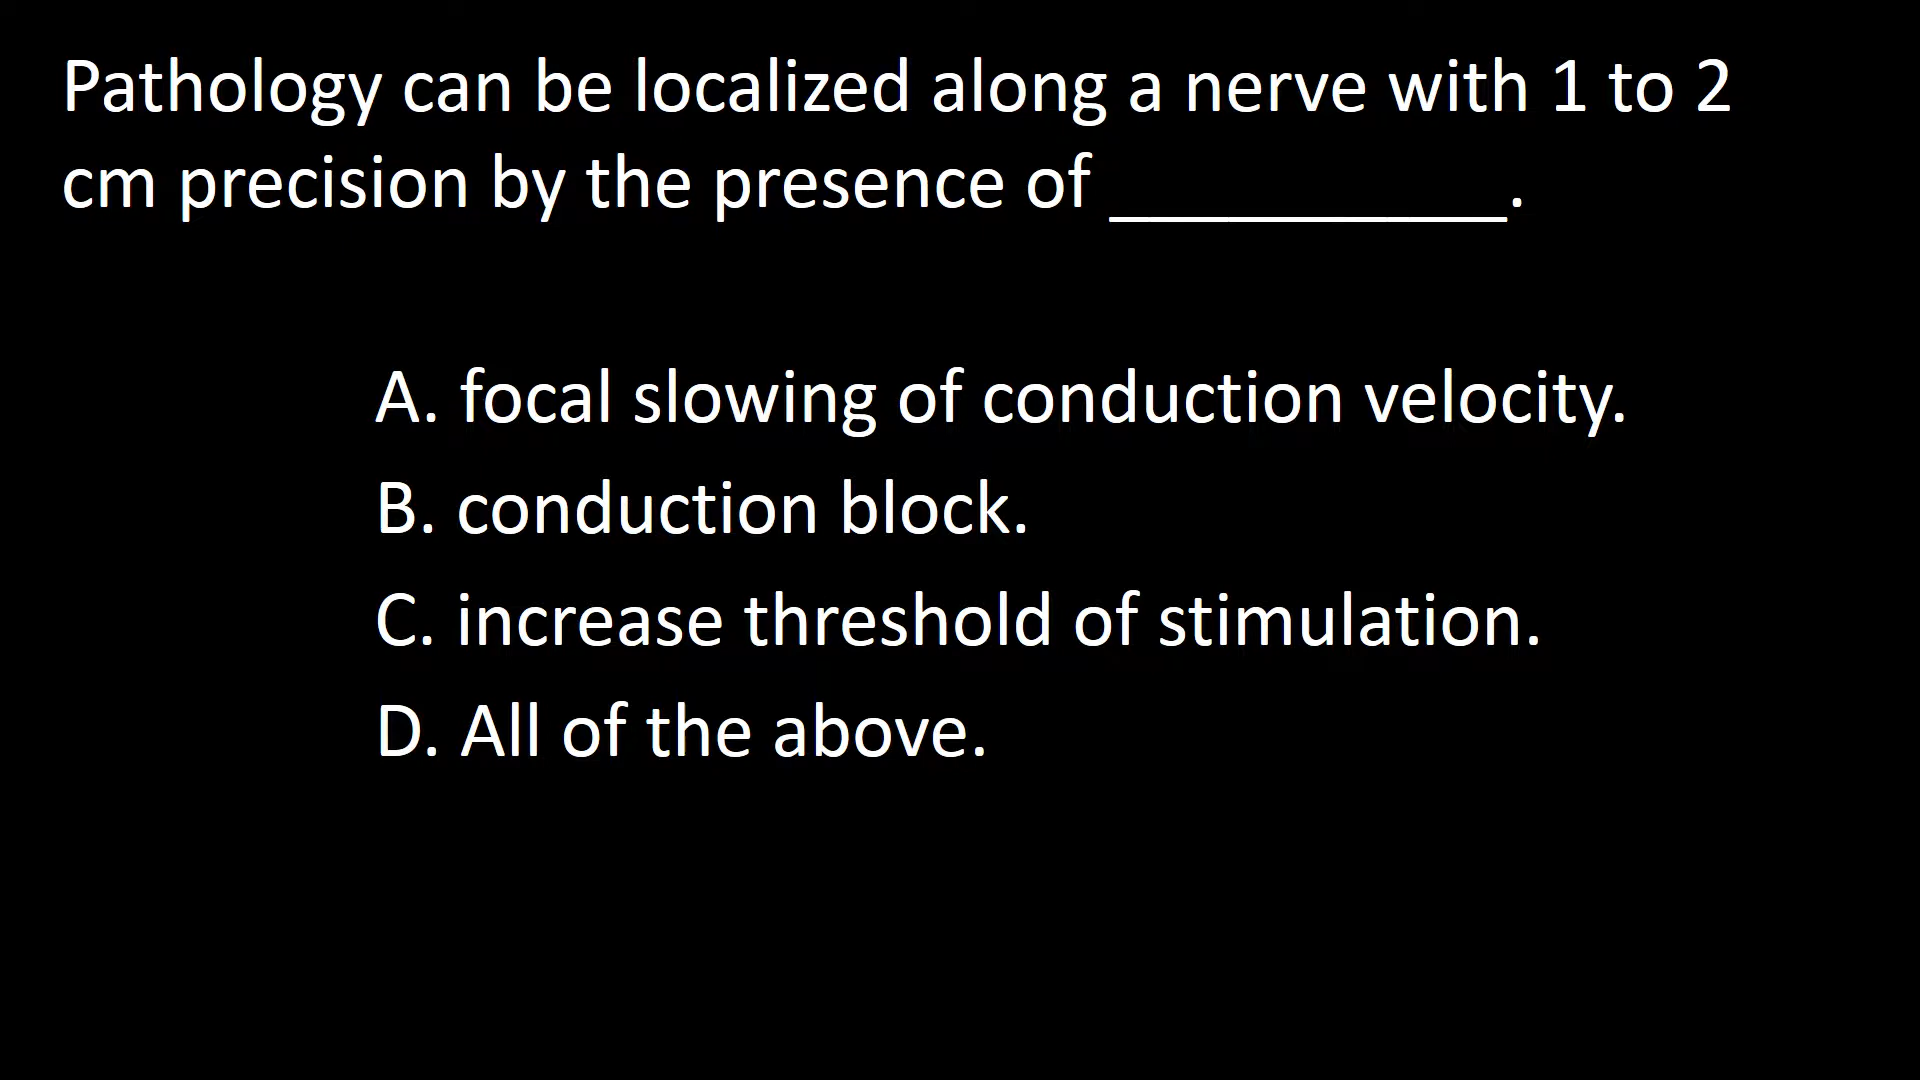 Pathology can be localized along a nerve with 1 to 2
cm precision by the presence of __________.
A. focal slowing of conduction velocity.
B. conduction block.
C. increase threshold of stimulation.
D. All of the above.